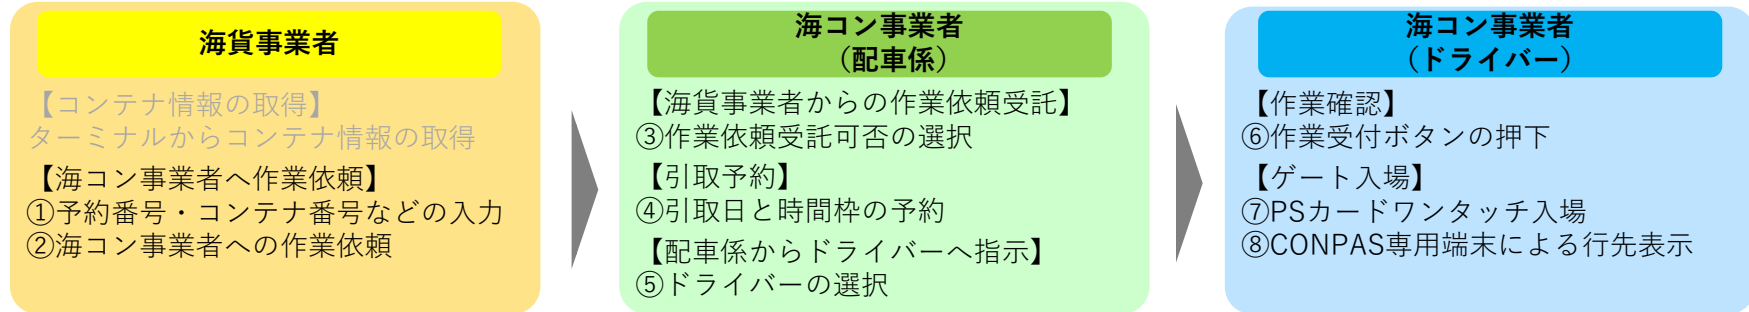 海貨事業者
【コンテナ情報の取得】
ターミナルからコンテナ情報の取得
【海コン事業者へ作業依頼】
①予約番号・コンテナ番号などの入力
②海コン事業者への作業依頼
海コン事業者
（配車係）
【海貨事業者からの作業依頼受託】
③作業依頼受託可否の選択
【引取予約】
④引取日と時間枠の予約
【配車係からドライバーへ指示】
⑤ドライバーの選択
海コン事業者
（ドライバー）
【作業確認】
⑥作業受付ボタンの押下
【ゲート入場】
⑦PSカードワンタッチ入場
⑧CONPAS専用端末による行先表示